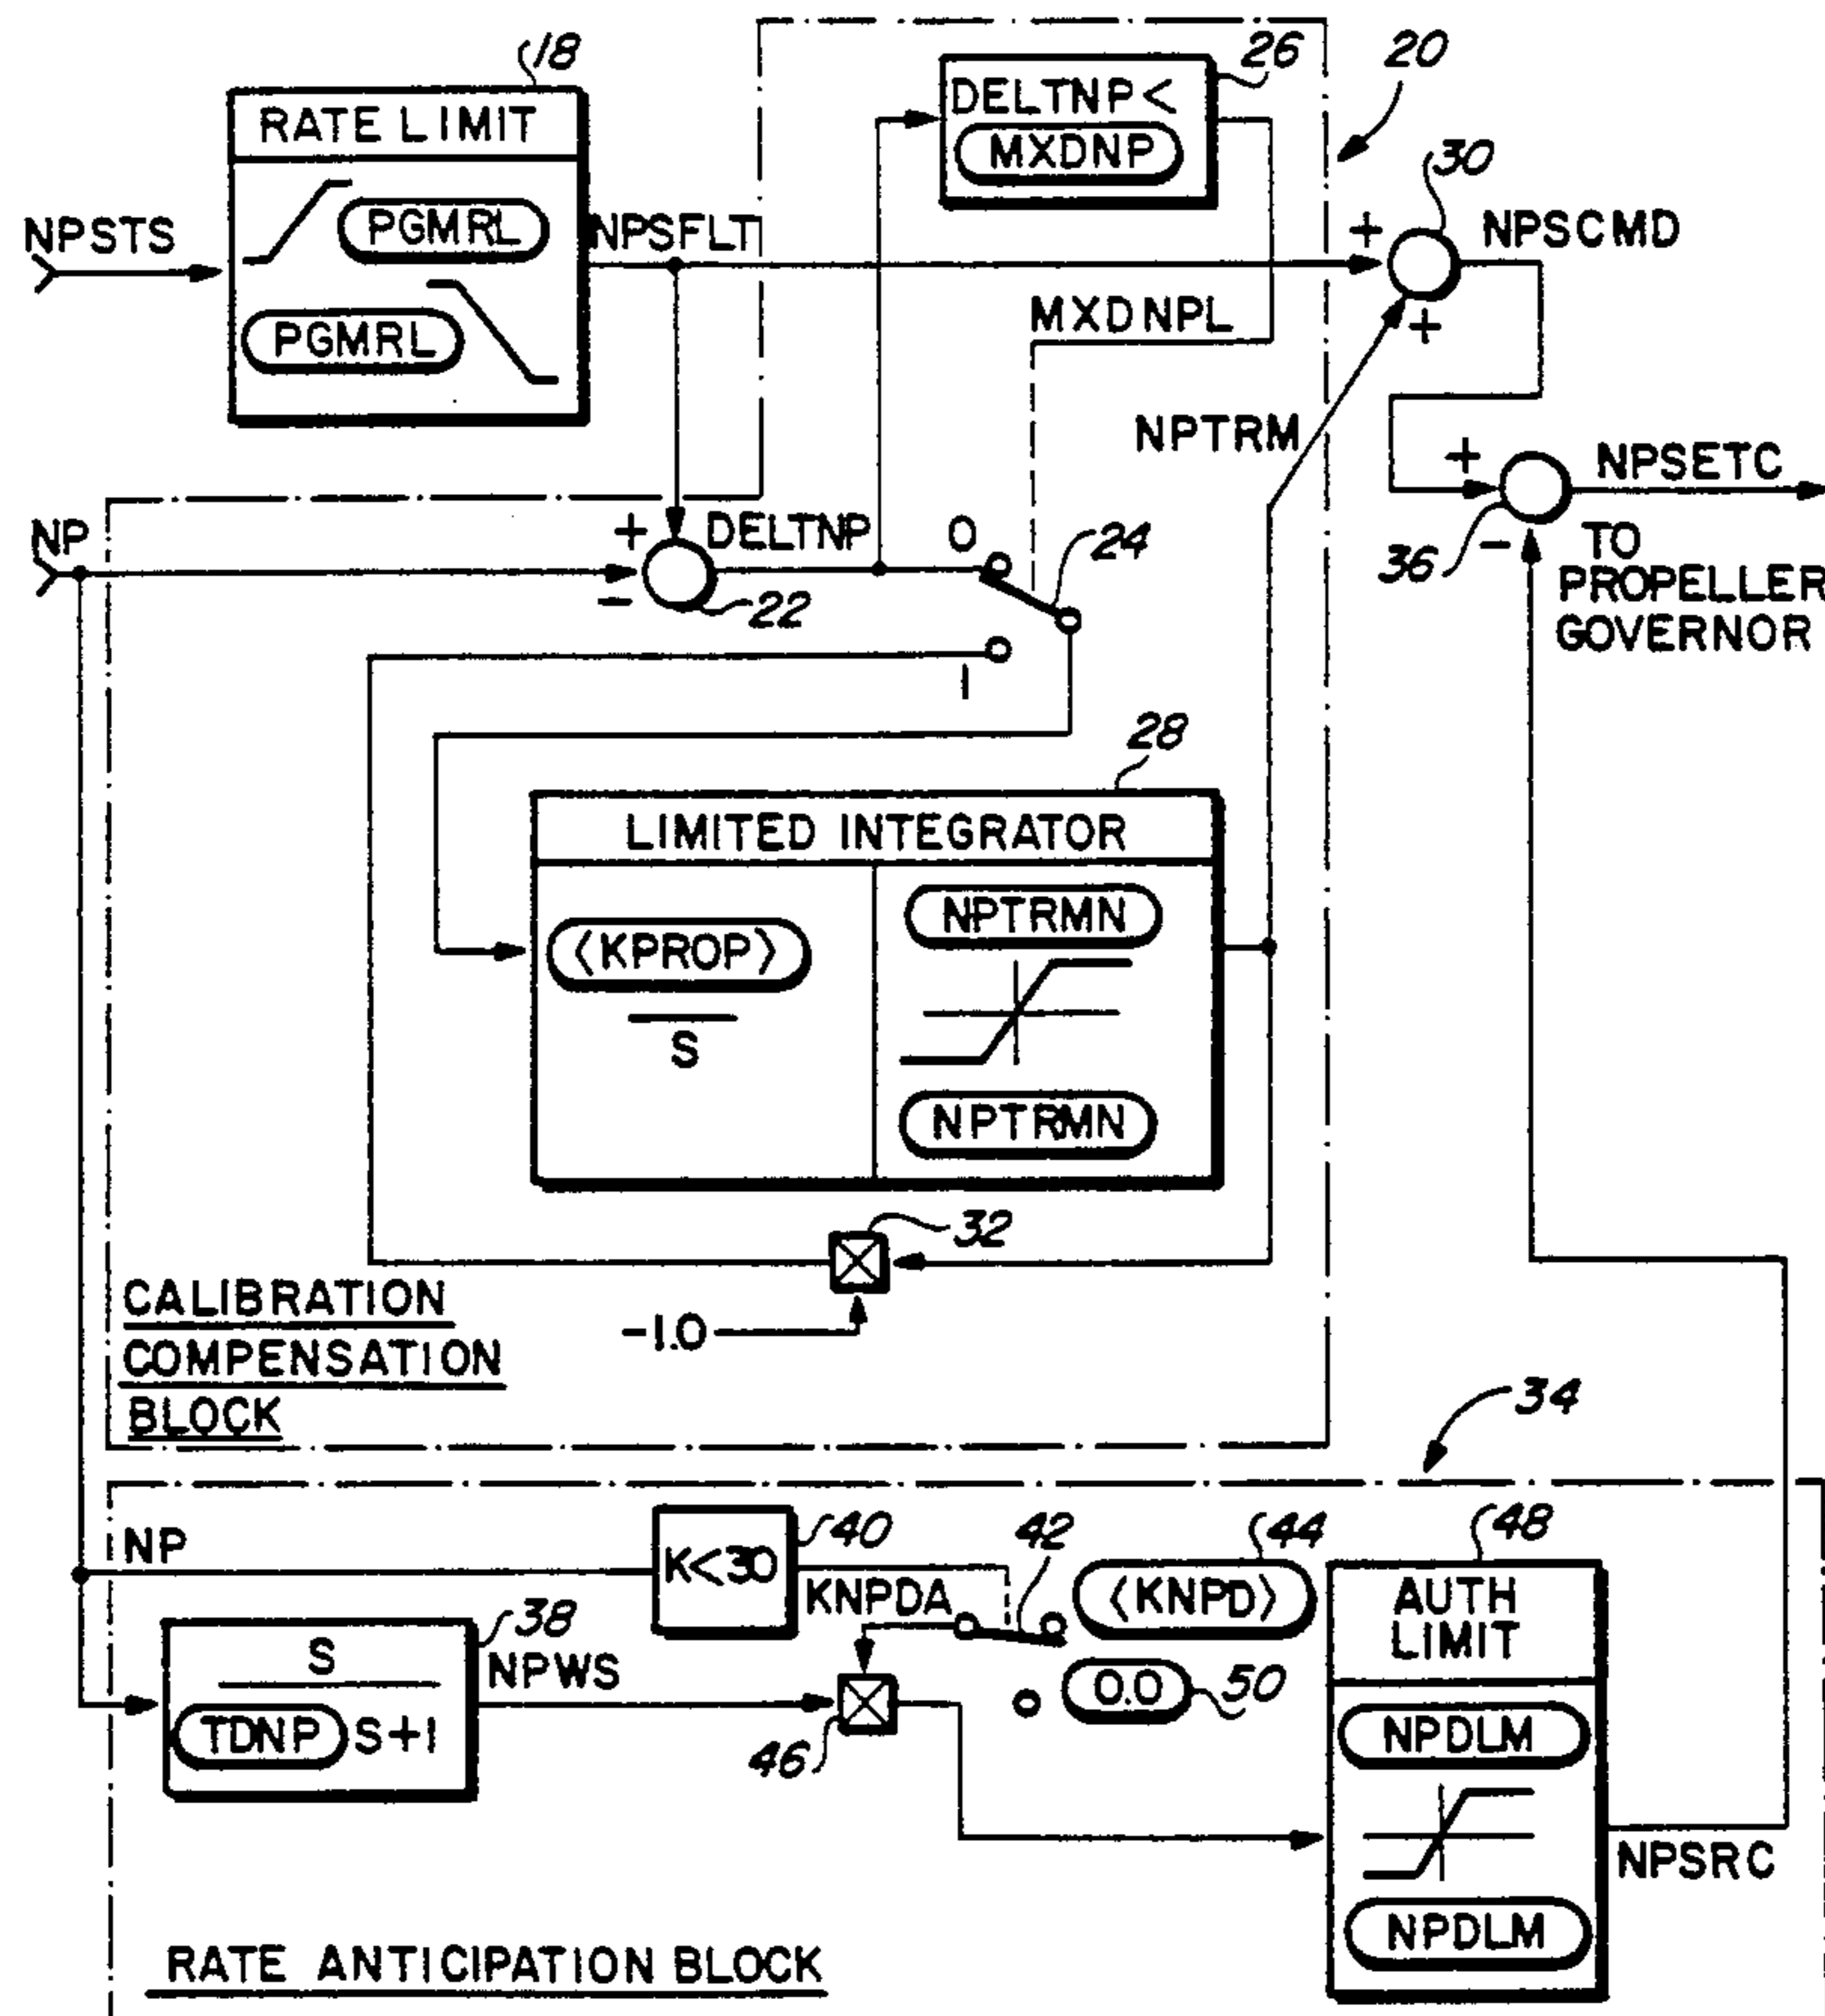 18
RATE LIMIT
PGMRL
PGMRL
NPSTS
NPSFLT
26
DELTNP<
MXDNP
20
30
NPSCMD
+
+
MXDNPL
NPTRM
+
NPSETC
36
-
TO
PROPELLER
GOVERNOR
NP
+
DELTNP
-
22
0
24
1
28
LIMITED INTEGRATOR
⟨KPROP⟩
S
NPTRMN
NPTRMN
32
-1.0
CALIBRATION
COMPENSATION
BLOCK
34
NP
K<30
40
42
44
⟨KNPD⟩
KNPDA
48
AUTH
LIMIT
38
S
TDNP S+1
NPWS
46
0.0
50
NPDLM
NPDLM
NPSRC
RATE ANTICIPATION BLOCK